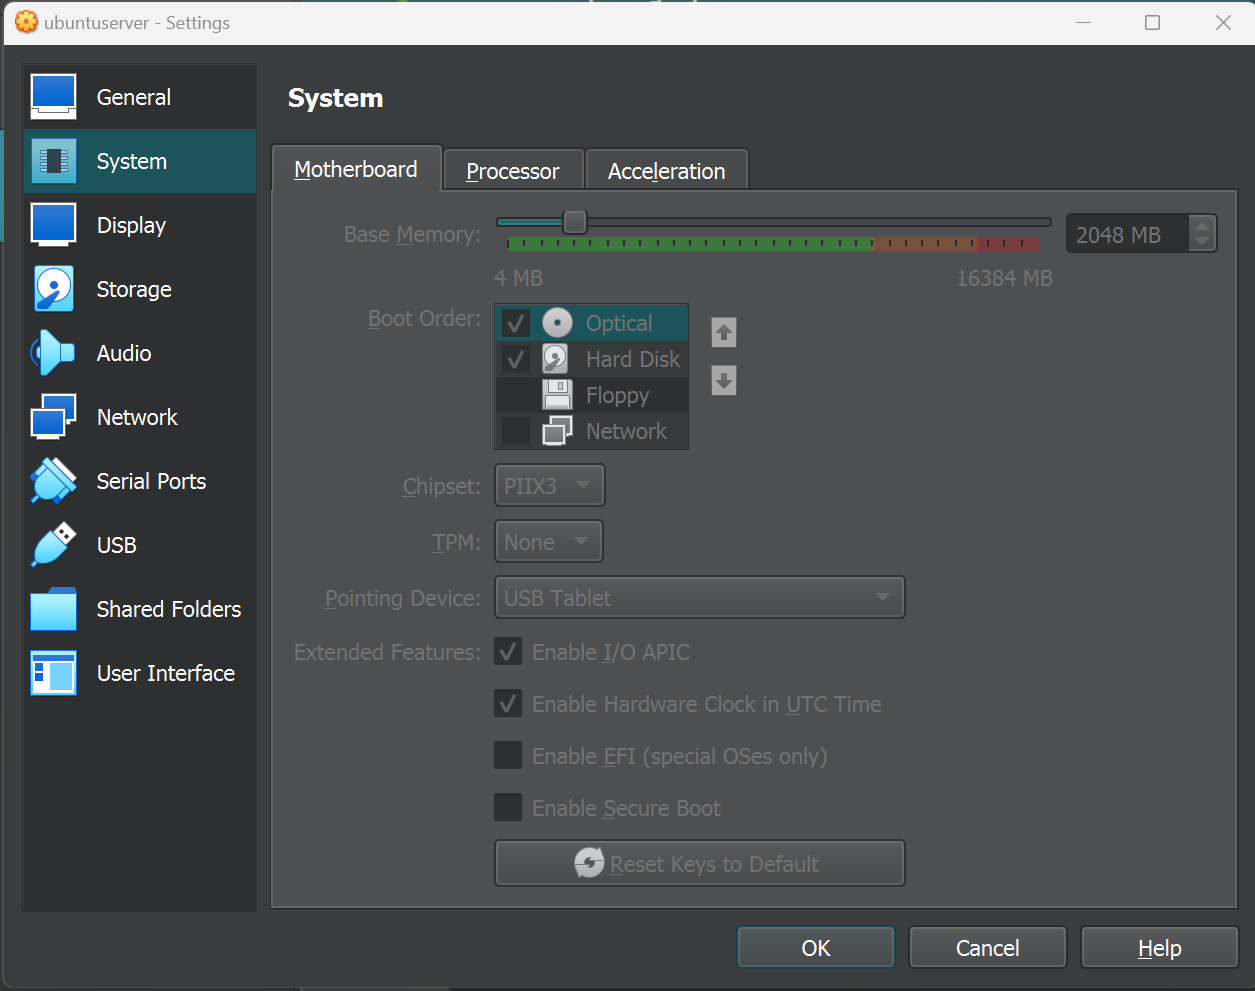 ubuntuserver - Settings
General
System
Display
Storage
Audio
Network
Serial Ports
USB
Shared Folders
User Interface
System
Motherboard
Processor
Acceleration
Base Memory:
2048 MB
4 MB
16384 MB
Boot Order:
Optical
Hard Disk
Floppy
Network
Chipset:
PIIX3
TPM:
None
Pointing Device:
USB Tablet
Extended Features:
Enable I/O APIC
Enable Hardware Clock in UTC Time
Enable EFI (special OSes only)
Enable Secure Boot
Reset Keys to Default
OK
Cancel
Help